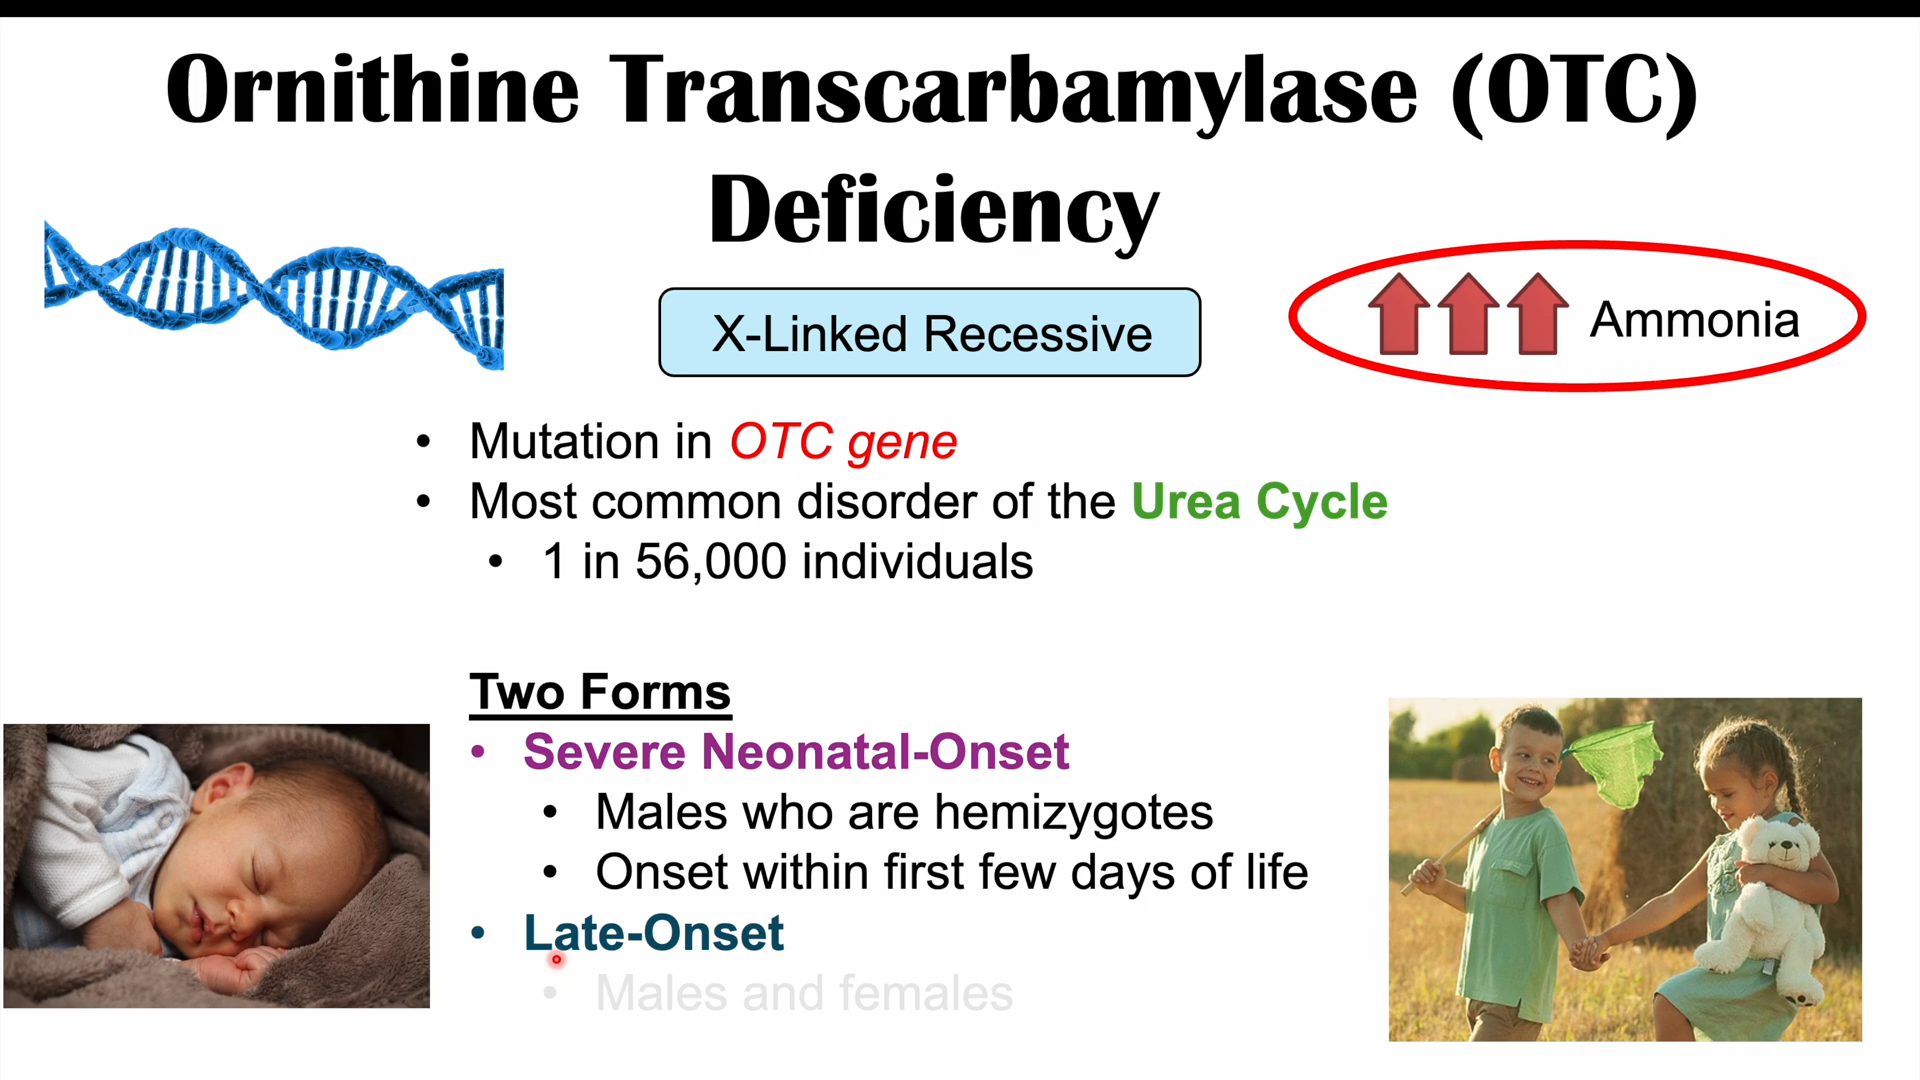 Ornithine Transcarbamylase (OTC)
Deficiency
X-Linked Recessive
Ammonia
• Mutation in OTC gene
• Most common disorder of the Urea Cycle
• 1 in 56,000 individuals
Two Forms
• Severe Neonatal-Onset
• Males who are hemizygotes
• Onset within first few days of life
• Late-Onset
• Males and females